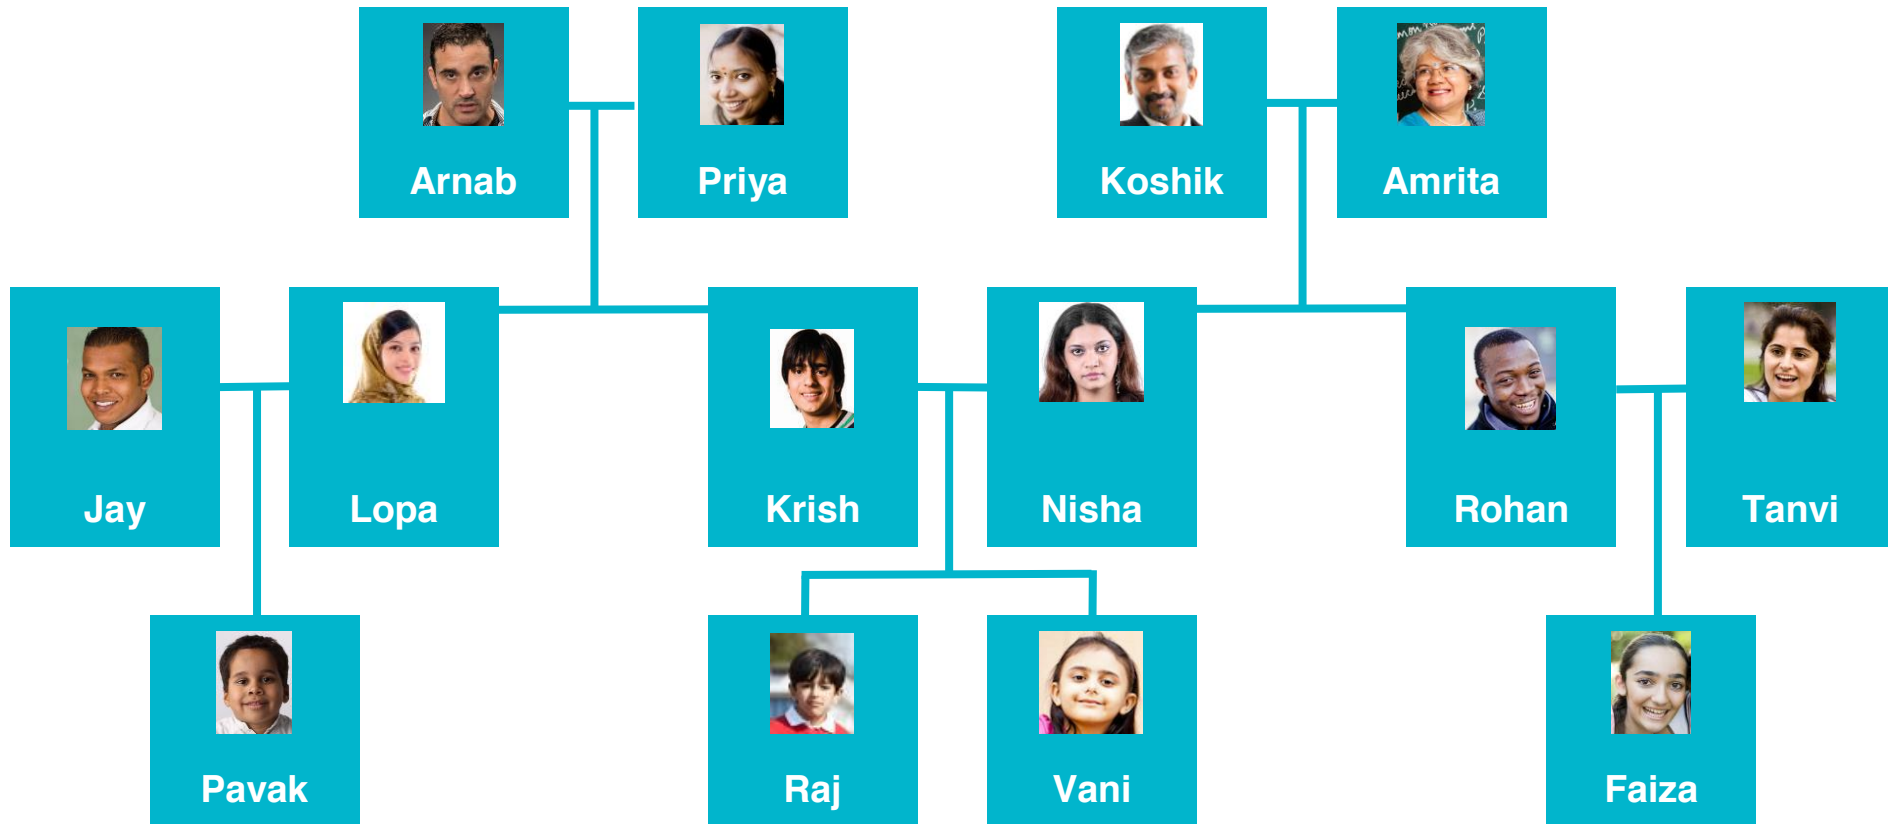 Arnab
Priya
Koshik
Amrita
Jay
Lopa
Krish
Nisha
Rohan
Tanvi
Pavak
Raj
Vani
Faiza